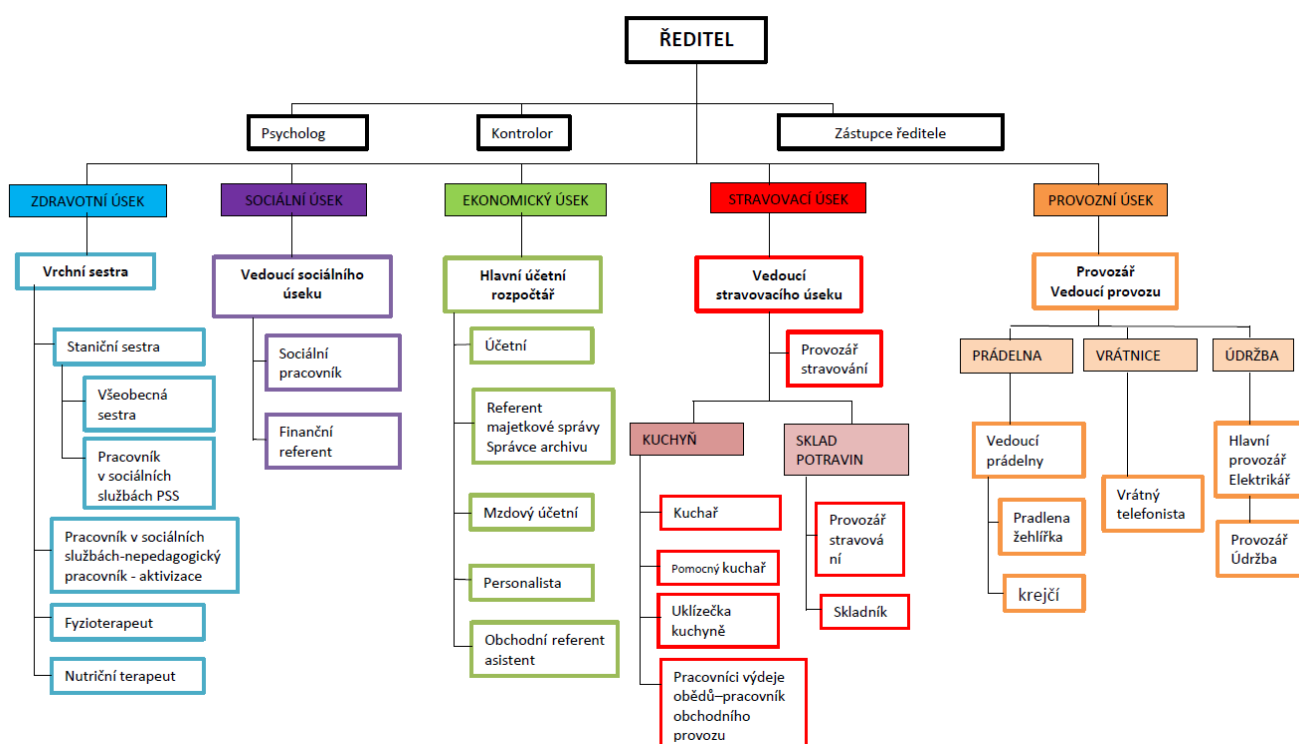 ŘEDITEL
Psycholog
Kontrolor
Zástupce ředitele
ZDRAVOTNÍ ÚSEK
SOCIÁLNÍ ÚSEK
EKONOMICKÝ ÚSEK
STRAVOVACÍ ÚSEK
PROVOZNÍ ÚSEK
Vrchní sestra
Staniční sestra
Všeobecná
sestra
Pracovník
v sociálních
službách PSS
Pracovník v sociálních
službách-nepedagogický
pracovník - aktivizace
Fyzioterapeut
Nutriční terapeut
Vedoucí sociálního
úseku
Sociální
pracovník
Finanční
referent
Hlavní účetní
rozpočtář
Účetní
Referent
majetkové správy
Správce archivu
Mzdový účetní
Personalista
Obchodní referent
asistent
Vedoucí
stravovacího úseku
Provozář
stravování
KUCHYŇ
Kuchař
Pomocný kuchař
Uklízečka
kuchyně
Pracovníci výdeje
obědů–pracovník
obchodního
provozu
SKLAD
POTRAVIN
Provozář
stravová
ní
Skladník
Provozář
Vedoucí provozu
PRÁDELNA
Vedoucí
prádelny
Pradlena
žehlířka
krejčí
VRÁTNICE
Vrátný
telefonista
ÚDRŽBA
Hlavní
provozář
Elektrikář
Provozář
Údržba